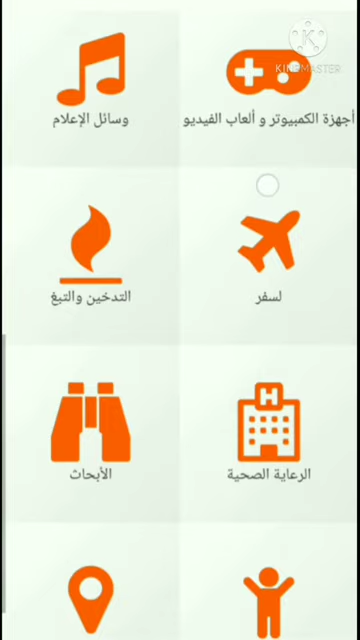 KINEMASTER
أجهزة الكمبيوتر و ألعاب الفيديو
وسائل الإعلام
لسفر
التدخين والتبغ
الرعاية الصحية
الأبحاث